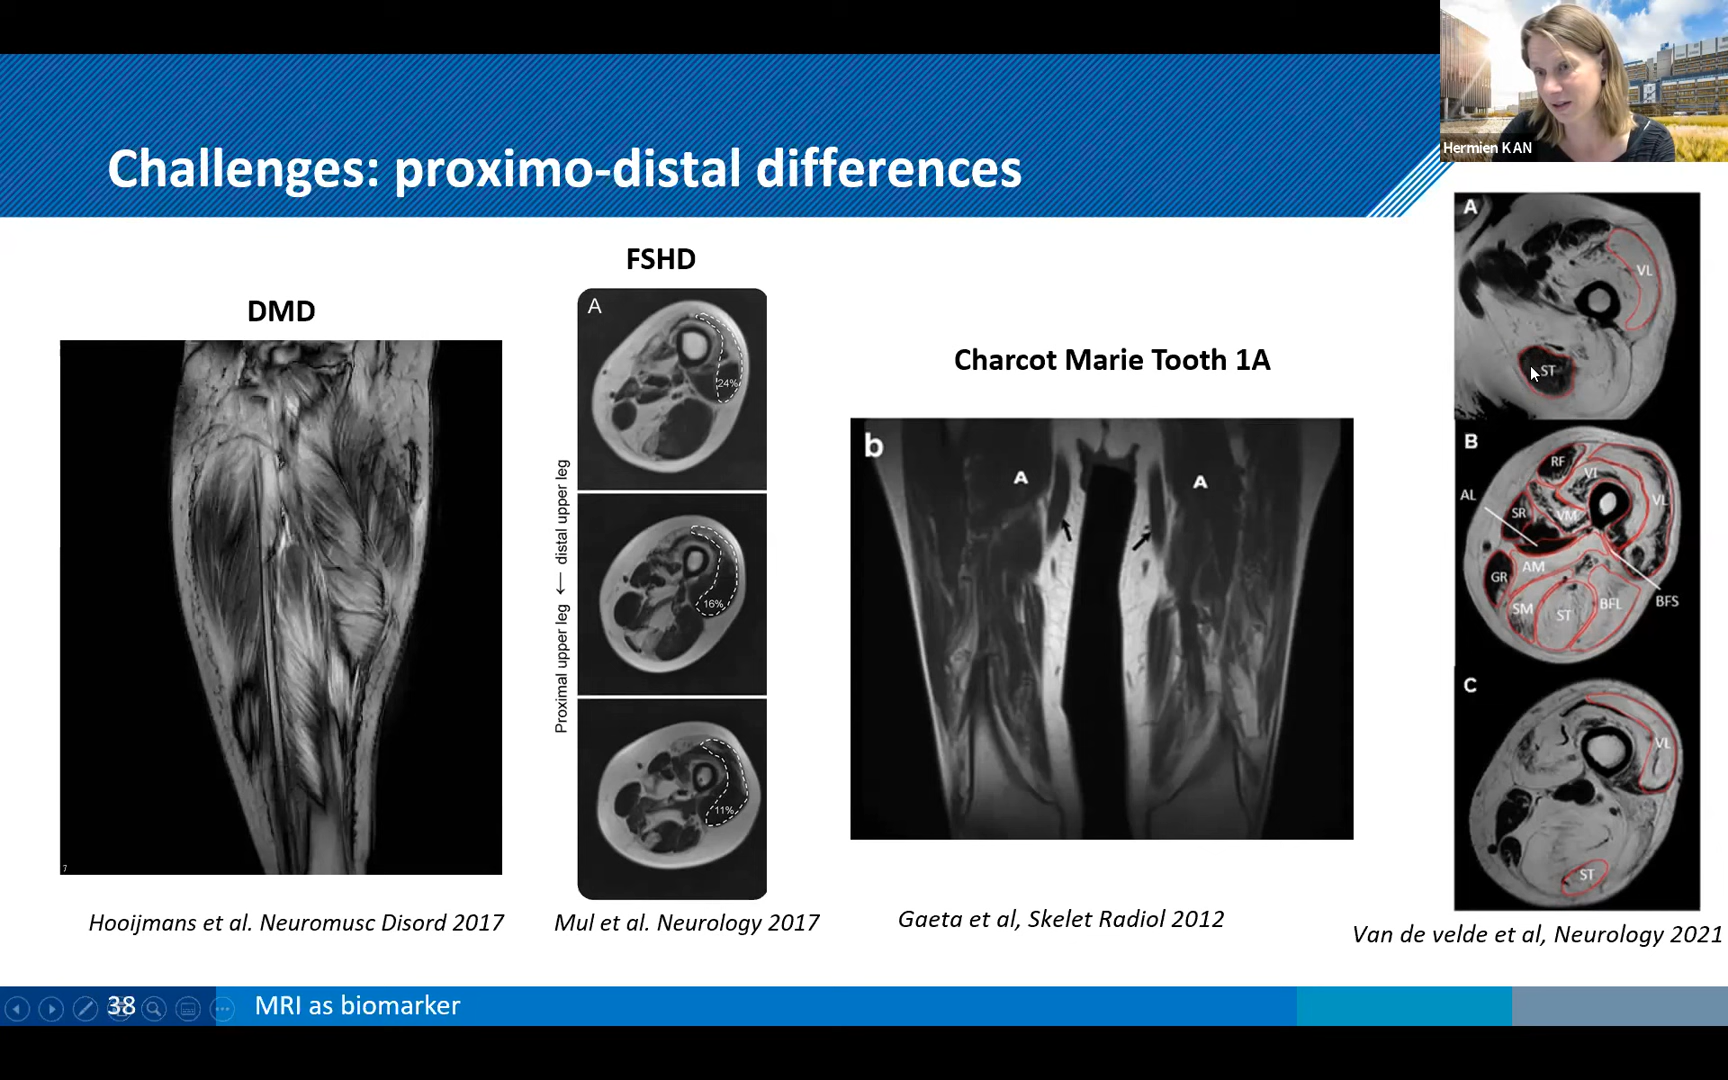 Hermien KAN
Challenges: proximo-distal differences
DMD
7
Hooijmans et al. Neuromusc Disord 2017
FSHD
A
24%
16%
11%
Proximal upper leg ← distal upper leg
Mul et al. Neurology 2017
Charcot Marie Tooth 1A
b
A
A
Gaeta et al, Skelet Radiol 2012
A
VL
ST
B
RF
VI
AL
VL
SR
VM
AM
GR
SM
ST
BFL
BFS
C
VL
ST
Van de velde et al, Neurology 2021
38
MRI as biomarker